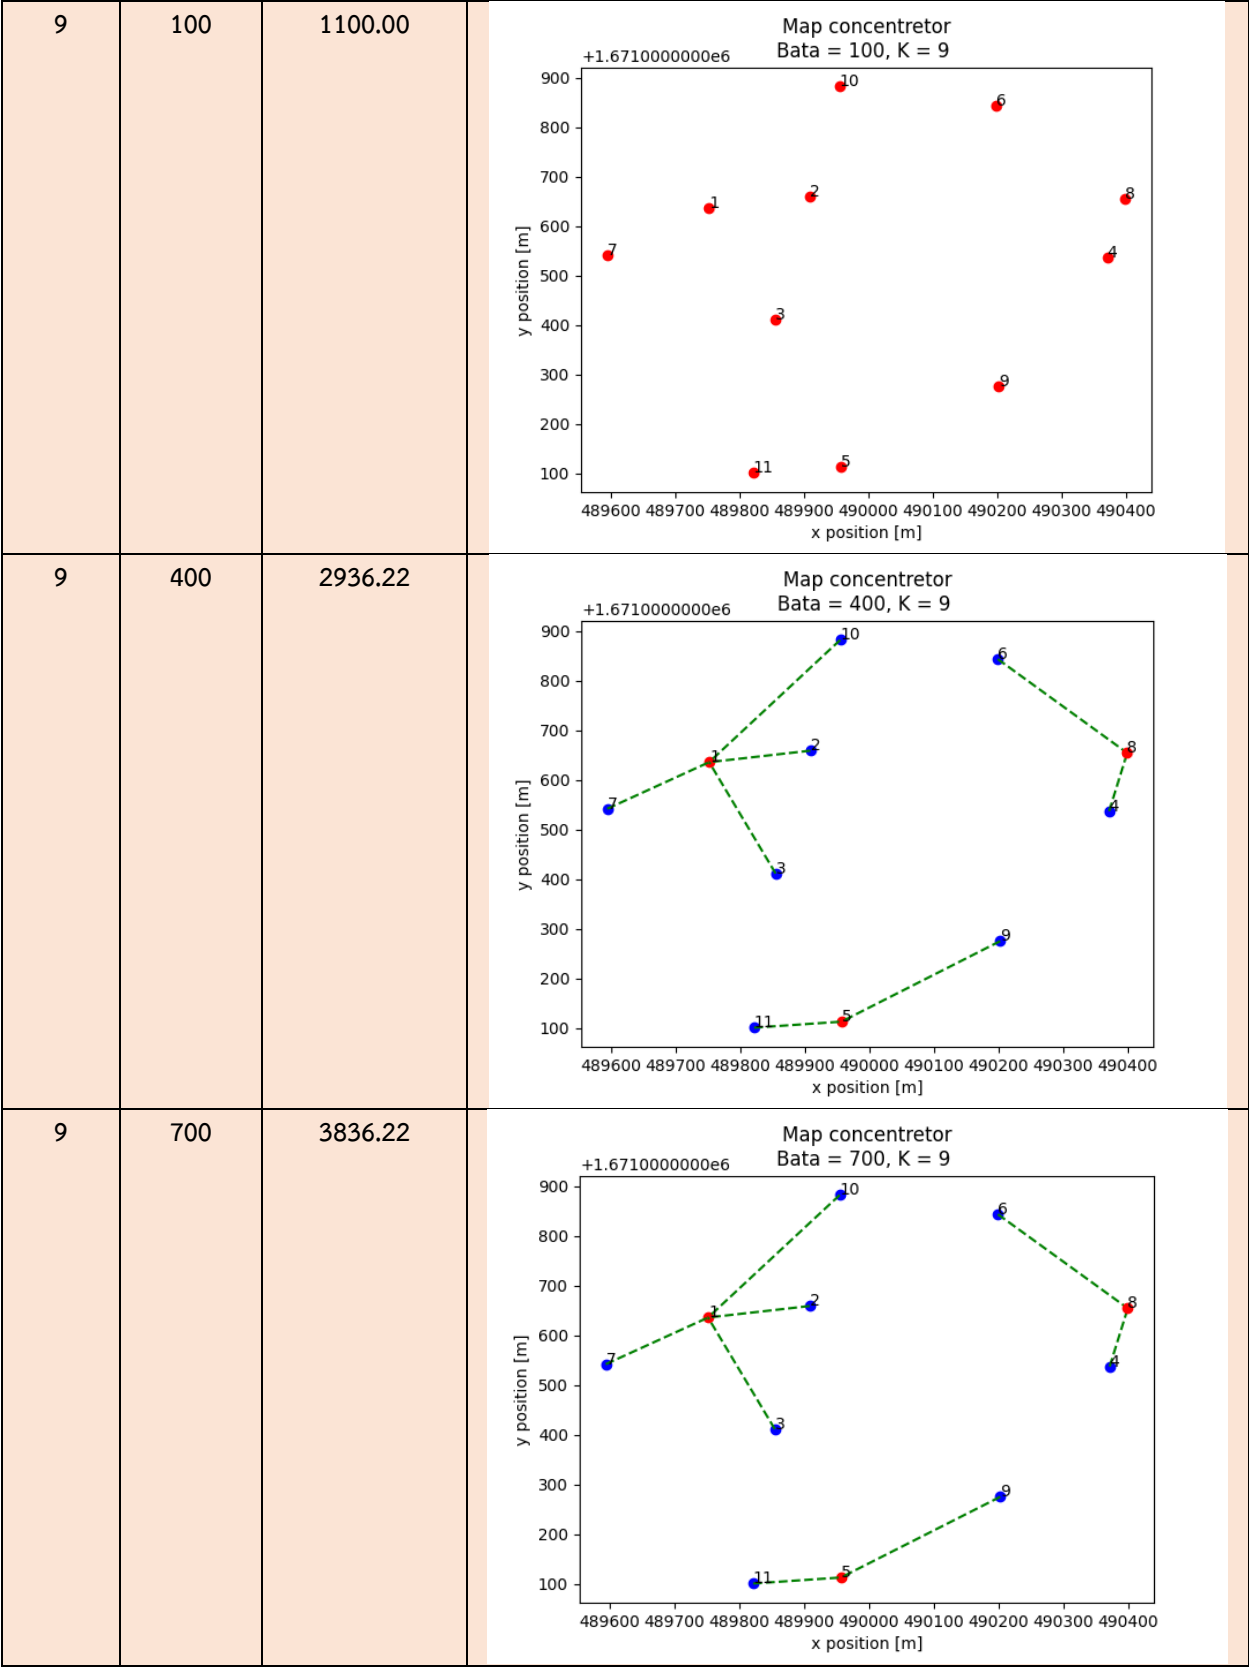 9 100 1100.00
Map concentretor
Bata = 100, K = 9
+1.6710000000e6
900
800
700
600
500
400
300
200
100
y position [m]
10
6
2
8
1
7
4
3
9
11
5
489600 489700 489800 489900 490000 490100 490200 490300 490400
x position [m]
9 400 2936.22
Map concentretor
Bata = 400, K = 9
+1.6710000000e6
900
800
700
600
500
400
300
200
100
y position [m]
10
6
2
8
1
7
4
3
9
11
5
489600 489700 489800 489900 490000 490100 490200 490300 490400
x position [m]
9 700 3836.22
Map concentretor
Bata = 700, K = 9
+1.6710000000e6
900
800
700
600
500
400
300
200
100
y position [m]
10
6
2
8
1
7
4
3
9
11
5
489600 489700 489800 489900 490000 490100 490200 490300 490400
x position [m]